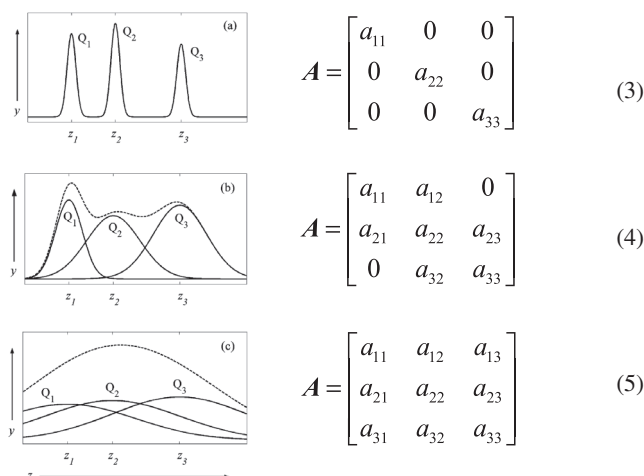 (a)
Q1 Q2 Q3
y
z1 z2 z3
A = [a11 0 0
0 a22 0
0 0 a33]
(3)
(b)
Q1 Q2 Q3
y
z1 z2 z3
A = [a11 a12 0
a21 a22 a23
0 a32 a33]
(4)
(c)
Q1 Q2 Q3
y
z1 z2 z3
A = [a11 a12 a13
a21 a22 a23
a31 a32 a33]
(5)